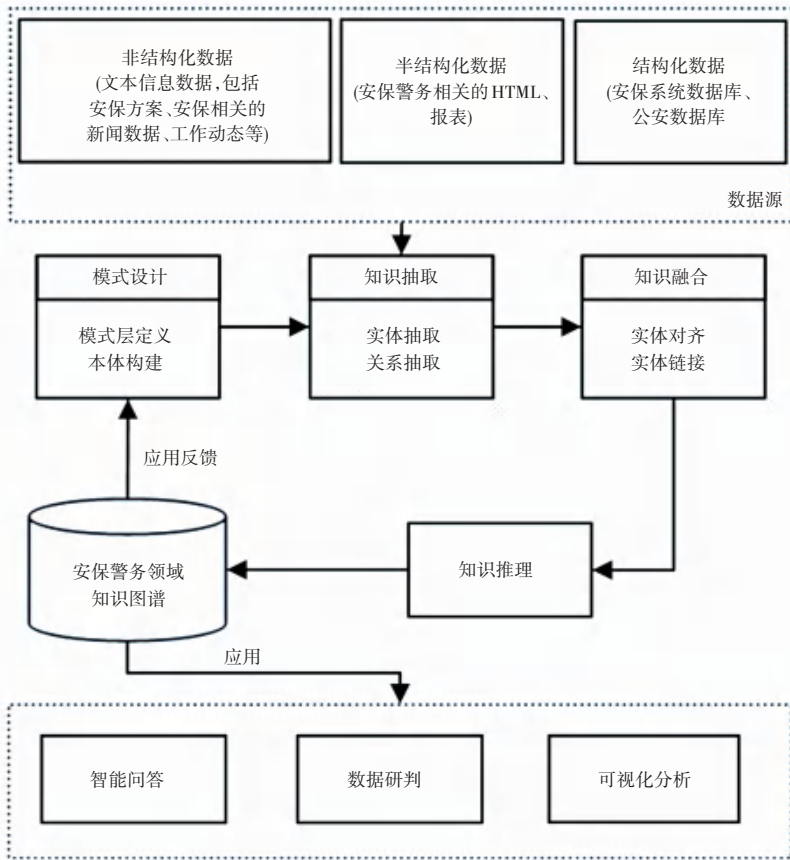 非结构化数据
(文本信息数据,包括
安保方案、安保相关的
新闻数据、工作动态等)
半结构化数据
(安保警务相关的HTML、
报表)
结构化数据
(安保系统数据库、
公安数据库
数据源
模式设计
模式层定义
本体构建
知识抽取
实体抽取
关系抽取
知识融合
实体对齐
实体链接
应用反馈
安保警务领域
知识图谱
知识推理
应用
智能问答
数据研判
可视化分析